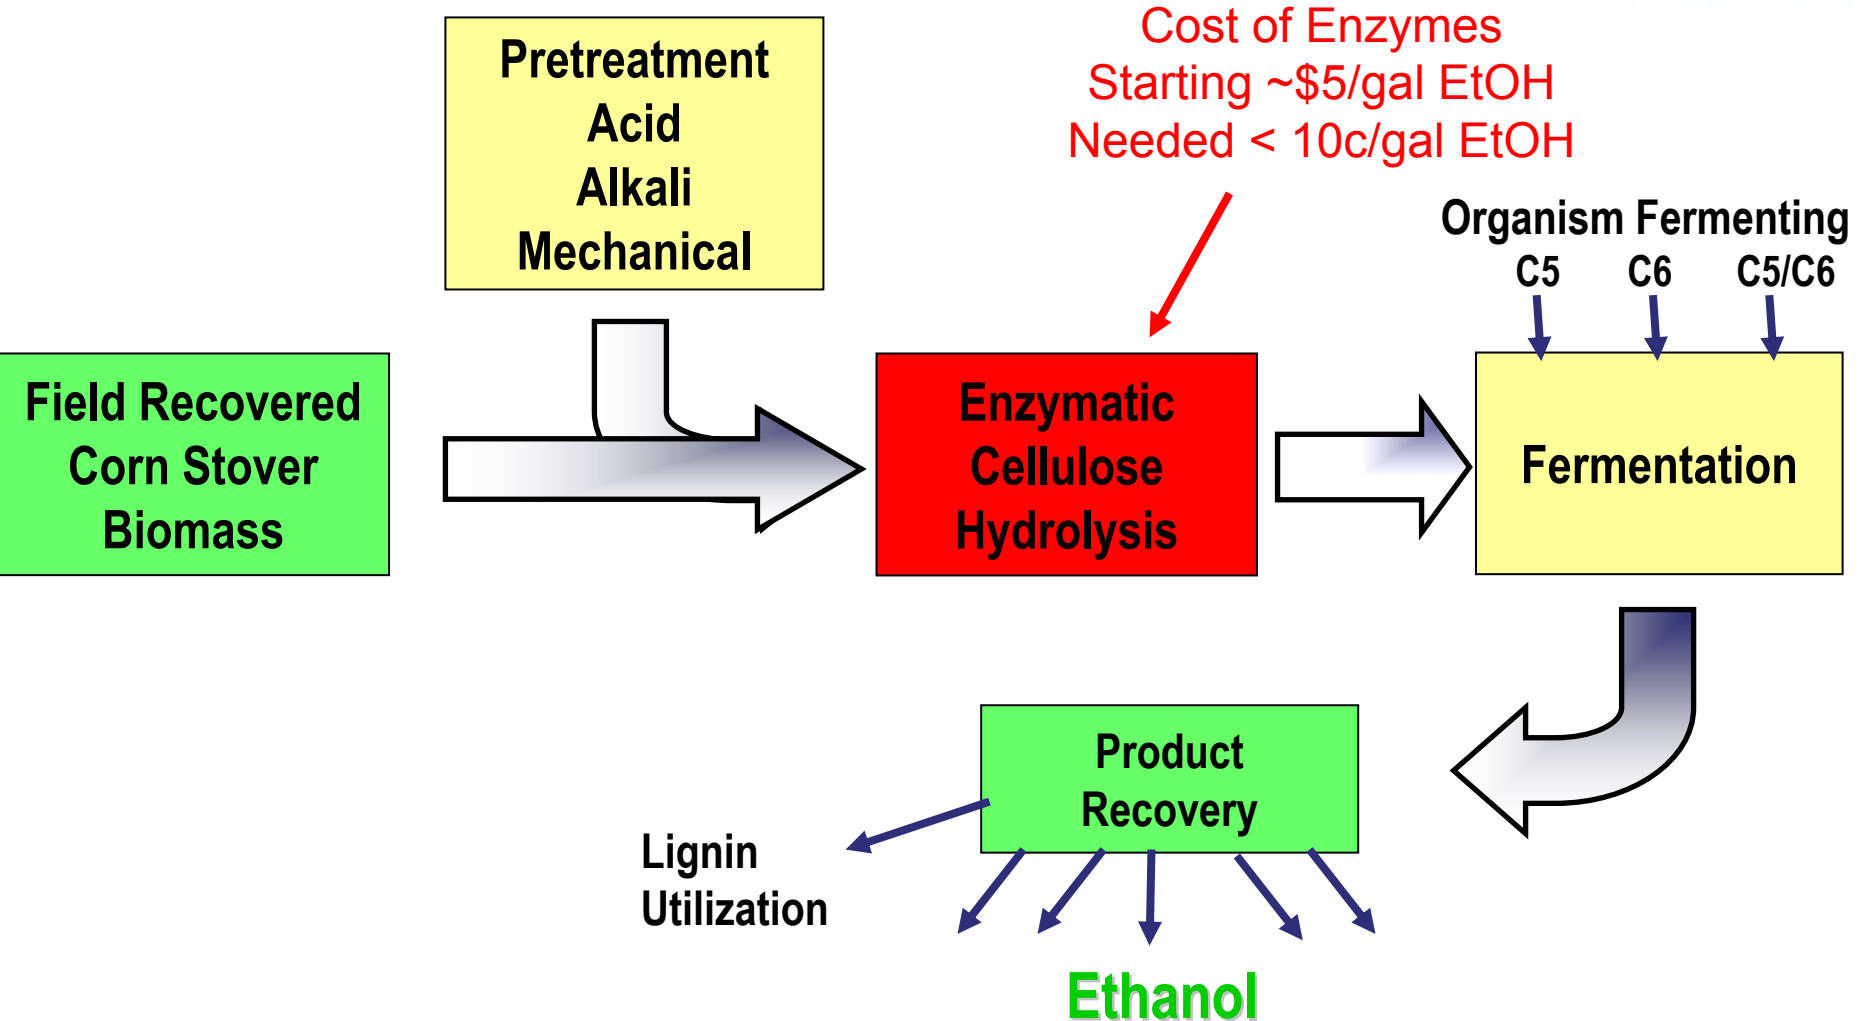 Pretreatment
Acid
Alkali
Mechanical
Cost of Enzymes
Starting ~$5/gal EtOH
Needed < 10c/gal EtOH
Organism Fermenting
C5 C6 C5/C6
Field Recovered
Corn Stover
Biomass
Enzymatic
Cellulose
Hydrolysis
Fermentation
Product
Recovery
Lignin
Utilization
Ethanol